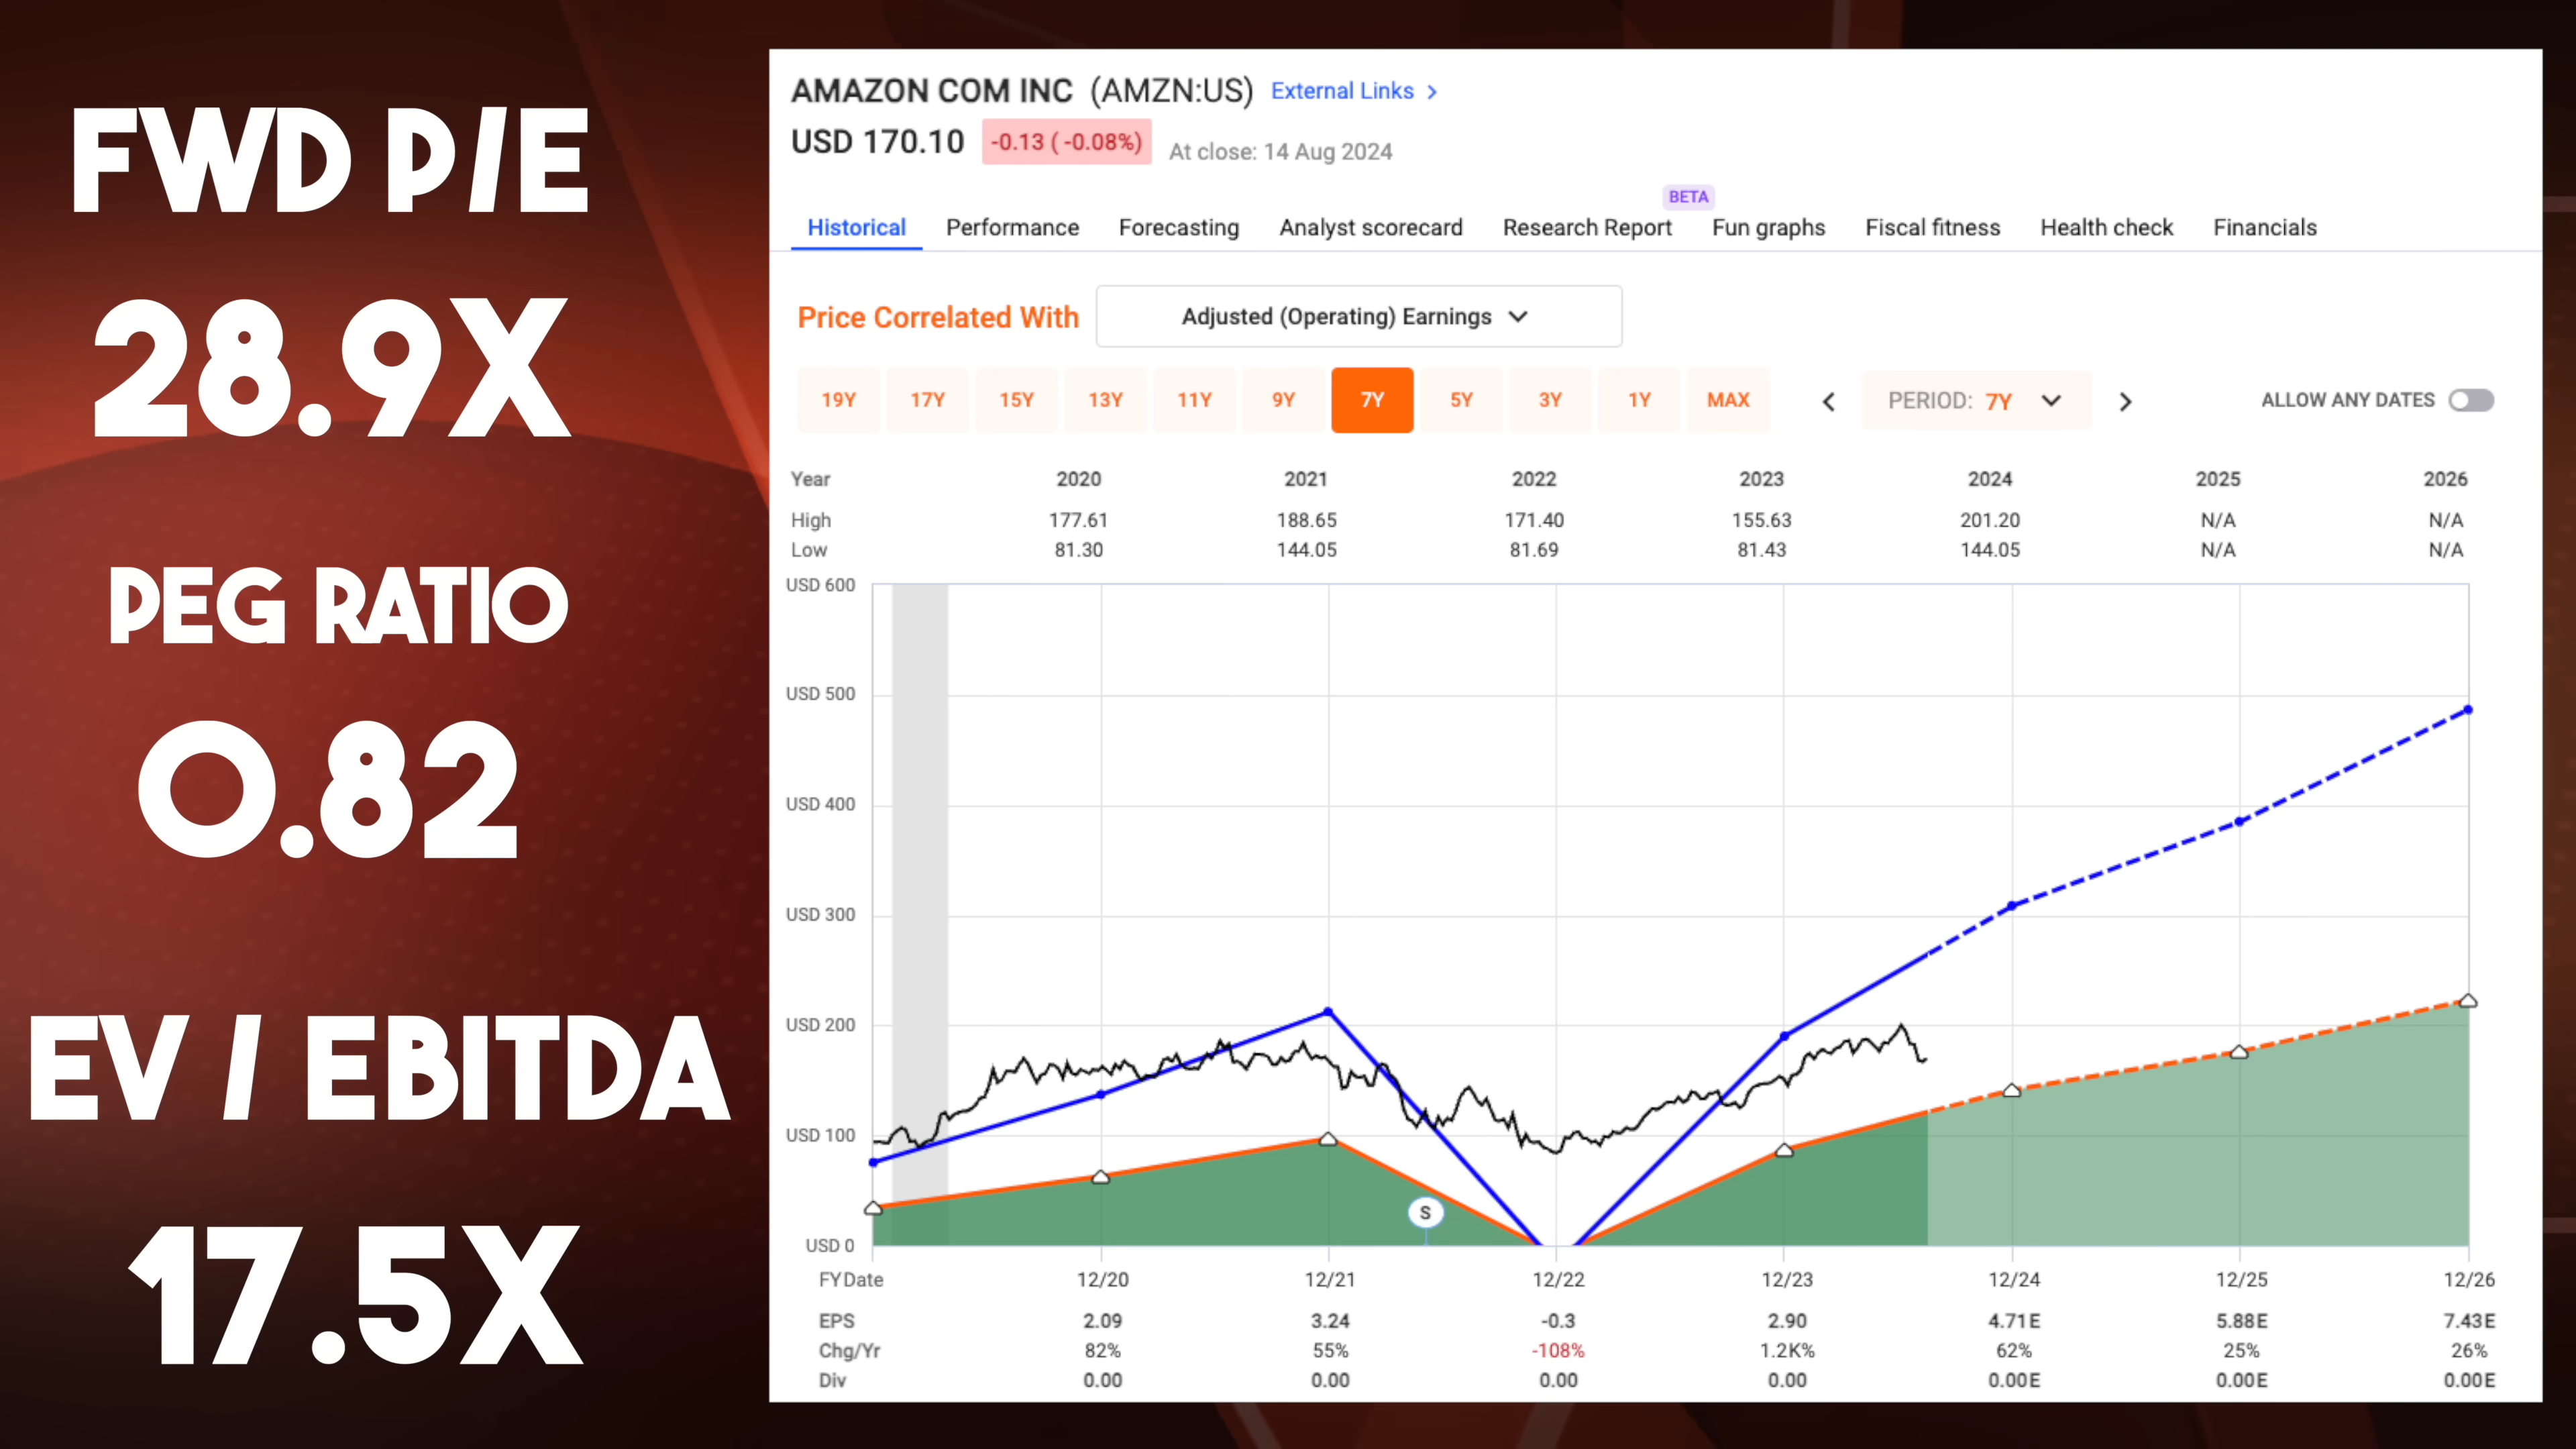 FWD P/E
28.9X
PEG RATIO
0.82
EV / EBITDA
17.5X
AMAZON COM INC (AMZN:US) External Links >
USD 170.10 -0.13 ( -0.08%) At close: 14 Aug 2024
BETA
Historical Performance Forecasting Analyst scorecard Research Report Fun graphs Fiscal fitness Health check Financials
Price Correlated With Adjusted (Operating) Earnings
19Y 17Y 15Y 13Y 11Y 9Y 7Y 5Y 3Y 1Y MAX < PERIOD: 7Y > ALLOW ANY DATES
Year 2020 2021 2022 2023 2024 2025 2026
High 177.61 188.65 171.40 155.63 201.20 N/A N/A
Low 81.30 144.05 81.69 81.43 144.05 N/A N/A
USD 600
USD 500
USD 400
USD 300
USD 200
USD 100
S
USD 0
FY Date 12/20 12/21 12/22 12/23 12/24 12/25 12/26
EPS 2.09 3.24 -0.3 2.90 4.71E 5.88E 7.43E
Chg/Yr 82% 55% -108% 1.2K% 62% 25% 26%
Div 0.00 0.00 0.00 0.00 0.00E 0.00E 0.00E